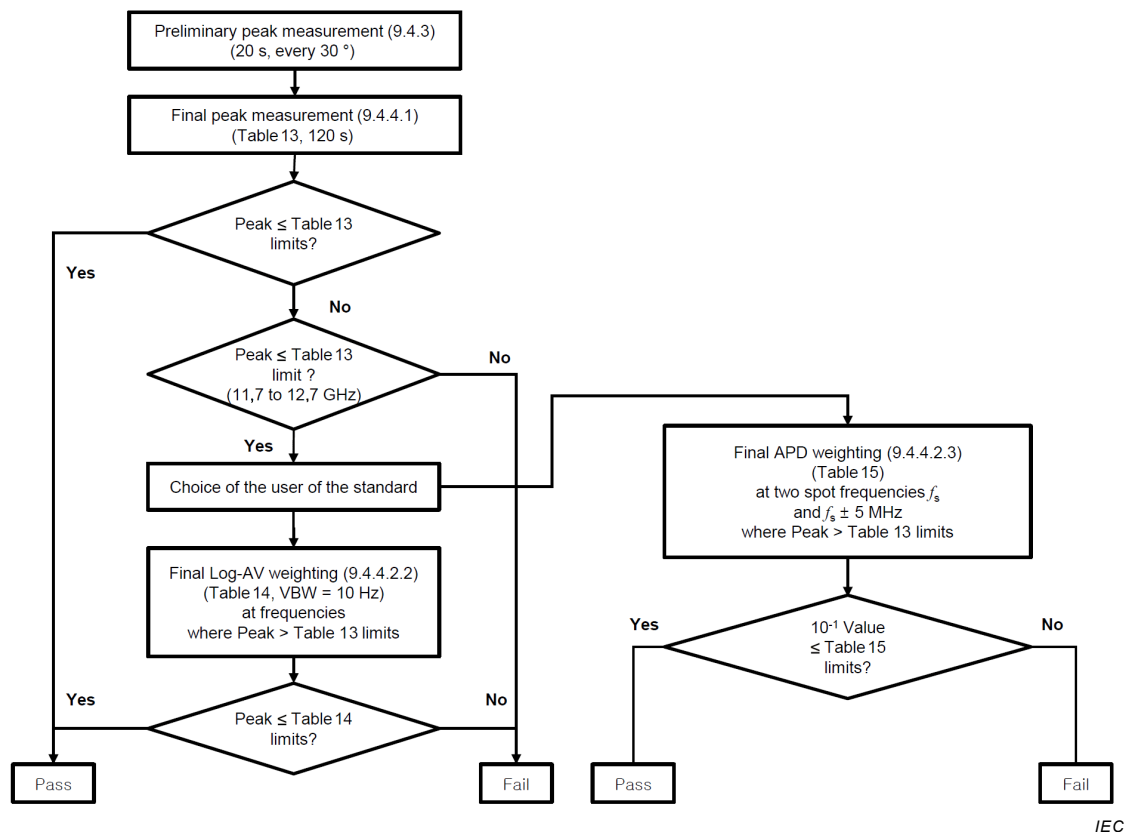 Preliminary peak measurement (9.4.3)
(20 s, every 30 °)
Final peak measurement (9.4.4.1)
(Table 13, 120 s)
Peak ≤ Table 13
limits?
Yes
No
Peak ≤ Table 13
limit ?
(11,7 to 12,7 GHz)
No
Yes
Choice of the user of the standard
Final Log-AV weighting (9.4.4.2.2)
(Table 14, VBW = 10 Hz)
at frequencies
where Peak > Table 13 limits
Yes
Peak ≤ Table 14
limits?
No
Pass
Fail
Final APD weighting (9.4.4.2.3)
(Table 15)
at two spot frequencies fs
and fs ± 5 MHz
where Peak > Table 13 limits
Yes
10-1 Value
≤ Table 15
limits?
No
Pass
Fail
IEC